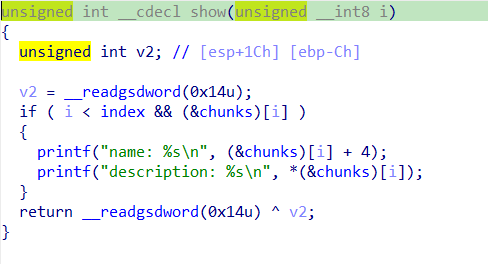 unsigned int __cdecl show(unsigned __int8 i)
{
  unsigned int v2; // [esp+1Ch] [ebp-Ch]

  v2 = __readgsdword(0x14u);
  if ( i < index && (&chunks)[i] )
  {
    printf("name: %s\n", (&chunks)[i] + 4);
    printf("description: %s\n", *(&chunks)[i]);
  }
  return __readgsdword(0x14u) ^ v2;
}